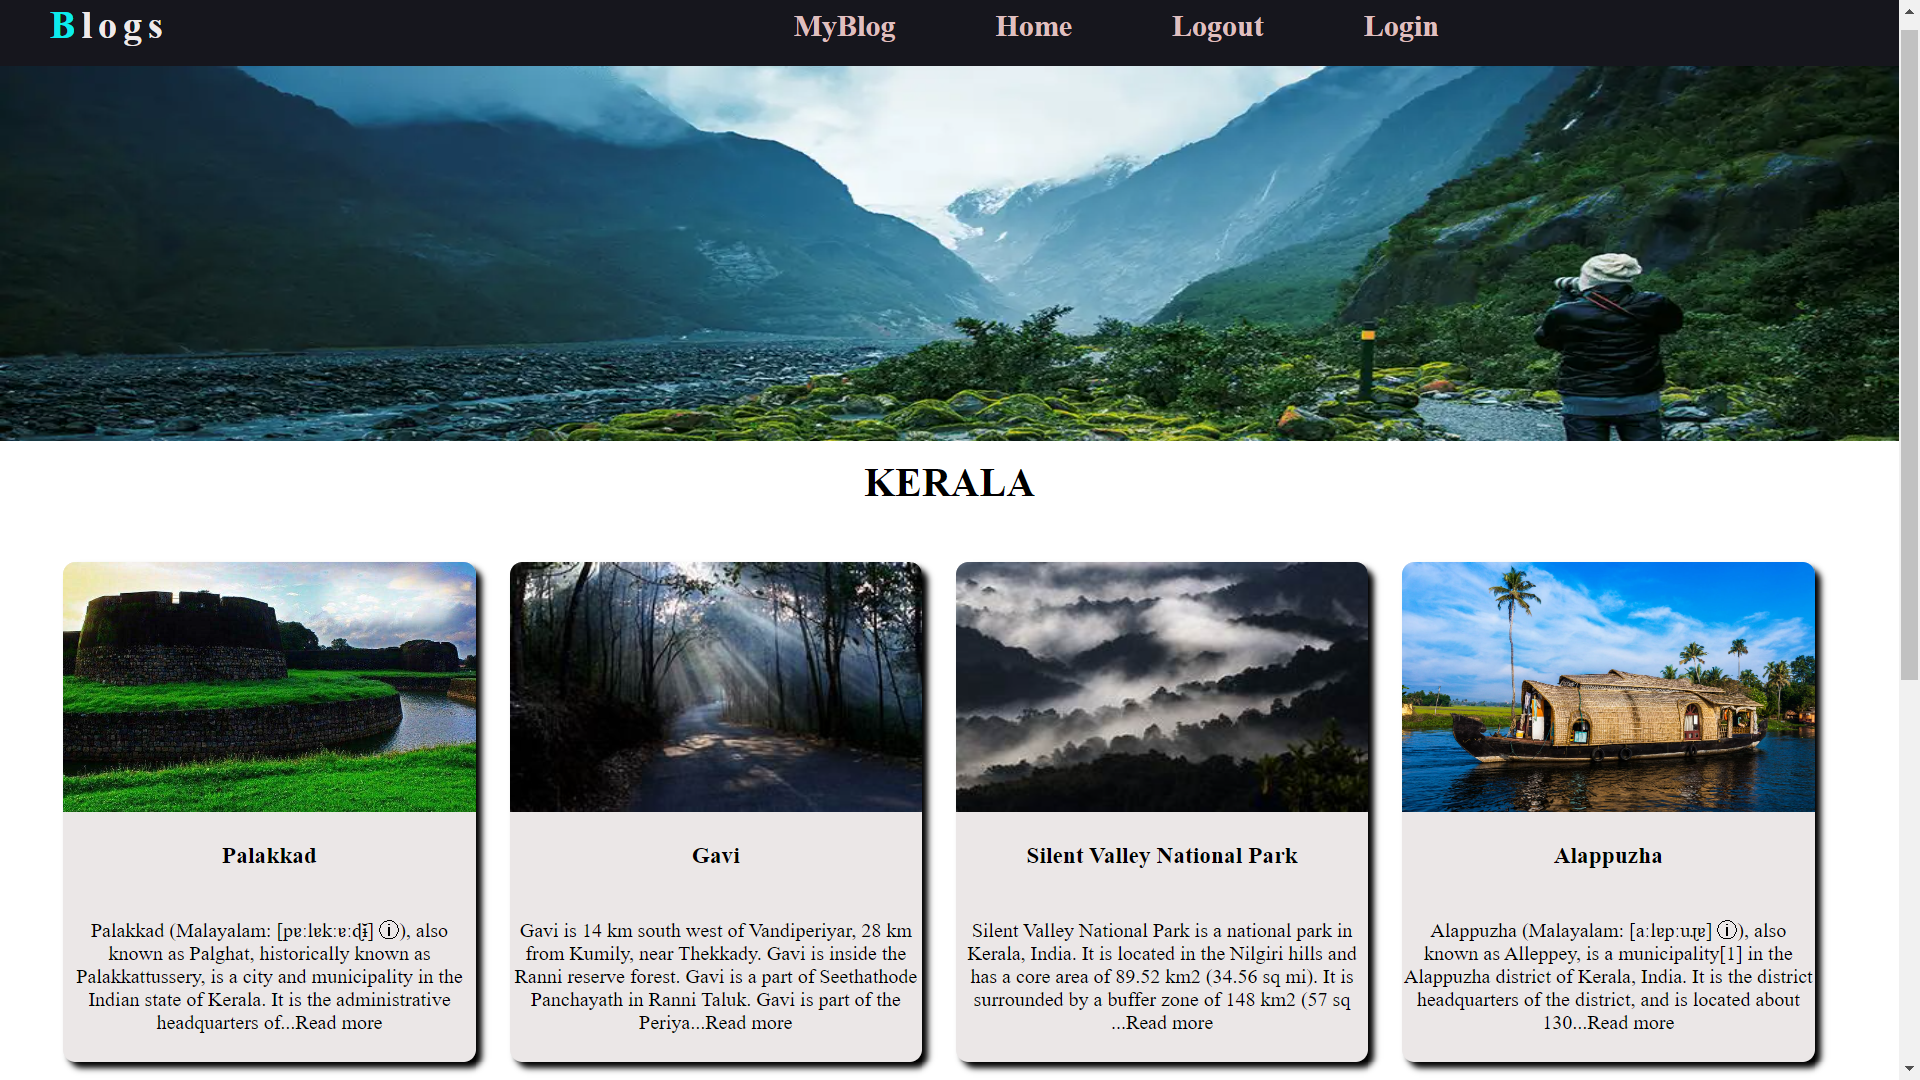 Blogs
MyBlog Home Logout Login
KERALA
Palakkad
Palakkad (Malayalam: [pɐːlɐkːɐːɖɨ̆] ⓘ), also
known as Palghat, historically known as
Palakkattussery, is a city and municipality in the
Indian state of Kerala. It is the administrative
headquarters of...Read more
Gavi
Gavi is 14 km south west of Vandiperiyar, 28 km
from Kumily, near Thekkady. Gavi is inside the
Ranni reserve forest. Gavi is a part of Seethathode
Panchayath in Ranni Taluk. Gavi is part of the
Periya...Read more
Silent Valley National Park
Silent Valley National Park is a national park in
Kerala, India. It is located in the Nilgiri hills and
has a core area of 89.52 km2 (34.56 sq mi). It is
surrounded by a buffer zone of 148 km2 (57 sq
...Read more
Alappuzha
Alappuzha (Malayalam: [aːlɐpːuɻɐ] ⓘ), also
known as Alleppey, is a municipality[1] in the
Alappuzha district of Kerala, India. It is the district
headquarters of the district, and is located about
130...Read more